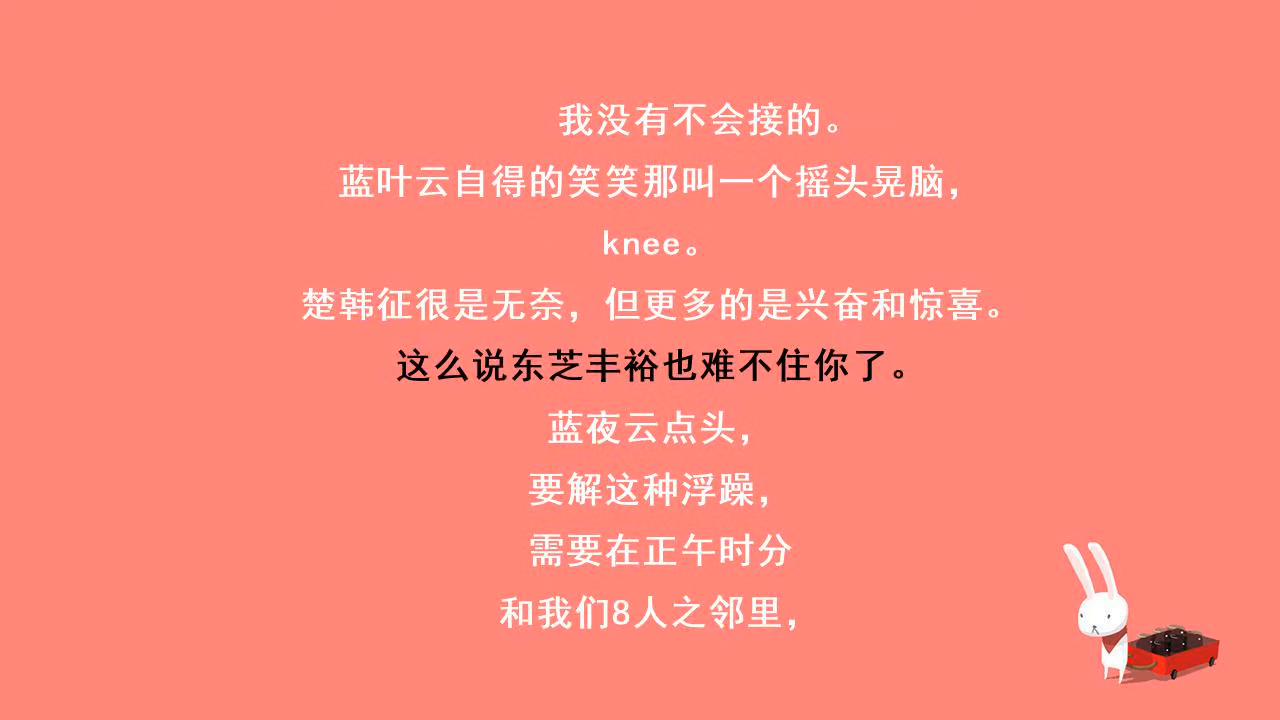 我没有不会接的。
蓝叶云自得的笑笑那叫一个摇头晃脑，
knee。
楚韩征很是无奈，但更多的是兴奋和惊喜。
这么说东芝丰裕也难不住你了。
蓝夜云点头，
要解这种浮躁，
需要在正午时分
和我们8人之邻里，